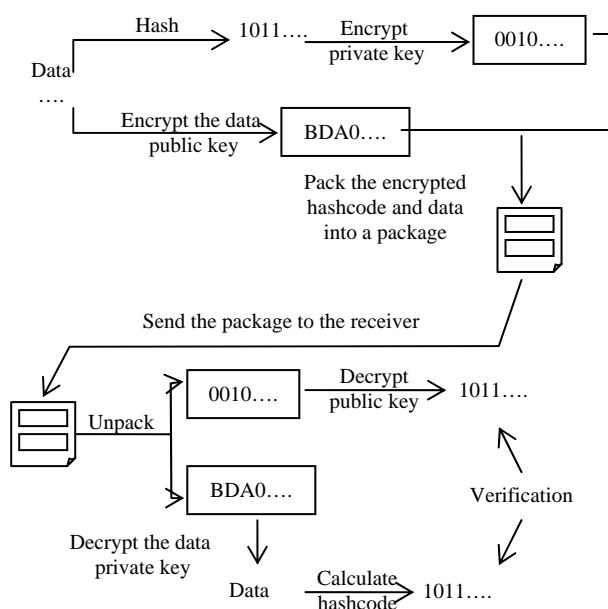 Hash
1011….
Encrypt
private key
0010….
Data
….
Encrypt the data
public key
BDA0….
Pack the encrypted
hashcode and data
into a package
Send the package to the receiver
Unpack
0010….
Decrypt
public key
1011….
BDA0….
Verification
Decrypt the data
private key
Data
Calculate
hashcode
1011….